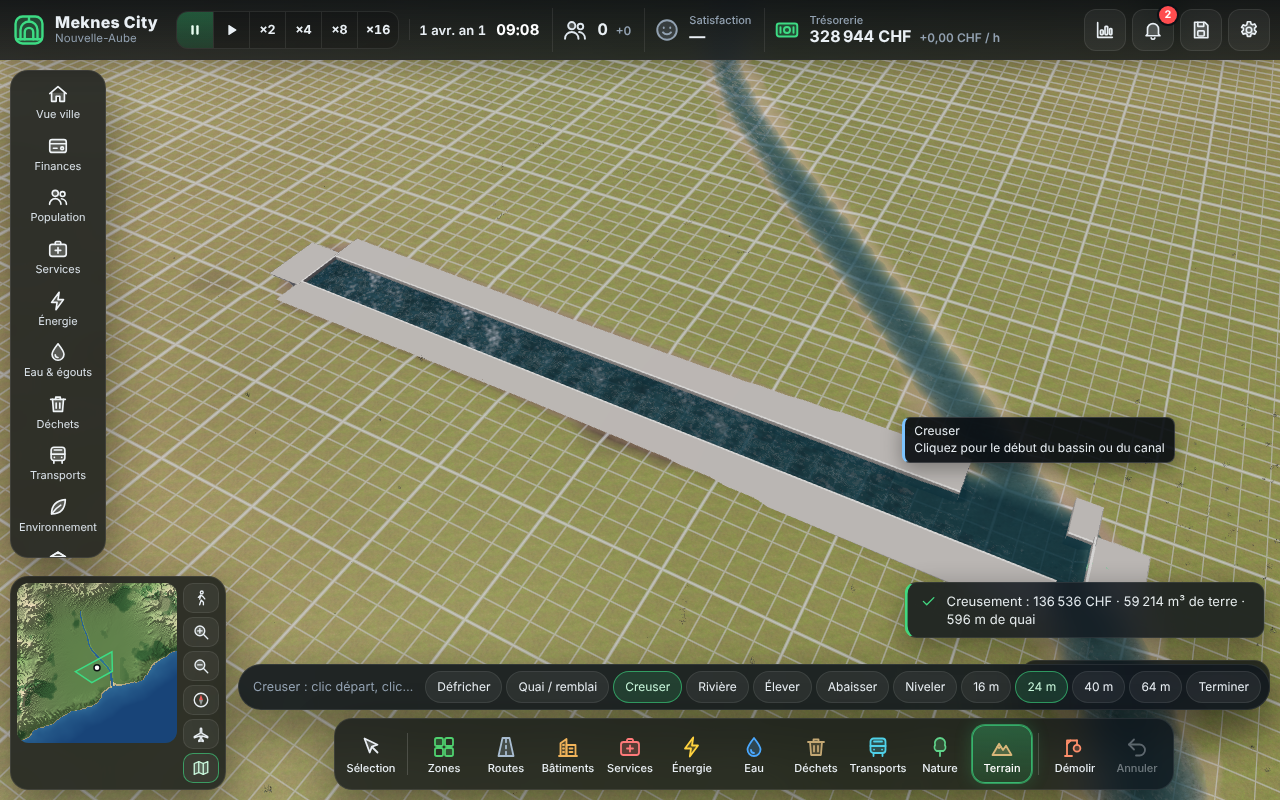 Meknes City
Nouvelle-Aube
×2
×4
×8
×16
1 avr. an 1 09:08
0 +0
Satisfaction
—
Trésorerie
328 944 CHF +0,00 CHF / h
2
Vue ville
Finances
Population
Services
Énergie
Eau & égouts
Déchets
Transports
Environnement
Creuser
Cliquez pour le début du bassin ou du canal
Creusement : 136 536 CHF · 59 214 m³ de terre ·
596 m de quai
Creuser : clic départ, clic...
Défricher
Quai / remblai
Creuser
Rivière
Élever
Abaisser
Niveler
16 m
24 m
40 m
64 m
Terminer
Sélection
Zones
Routes
Bâtiments
Services
Énergie
Eau
Déchets
Transports
Nature
Terrain
Démolir
Annuler